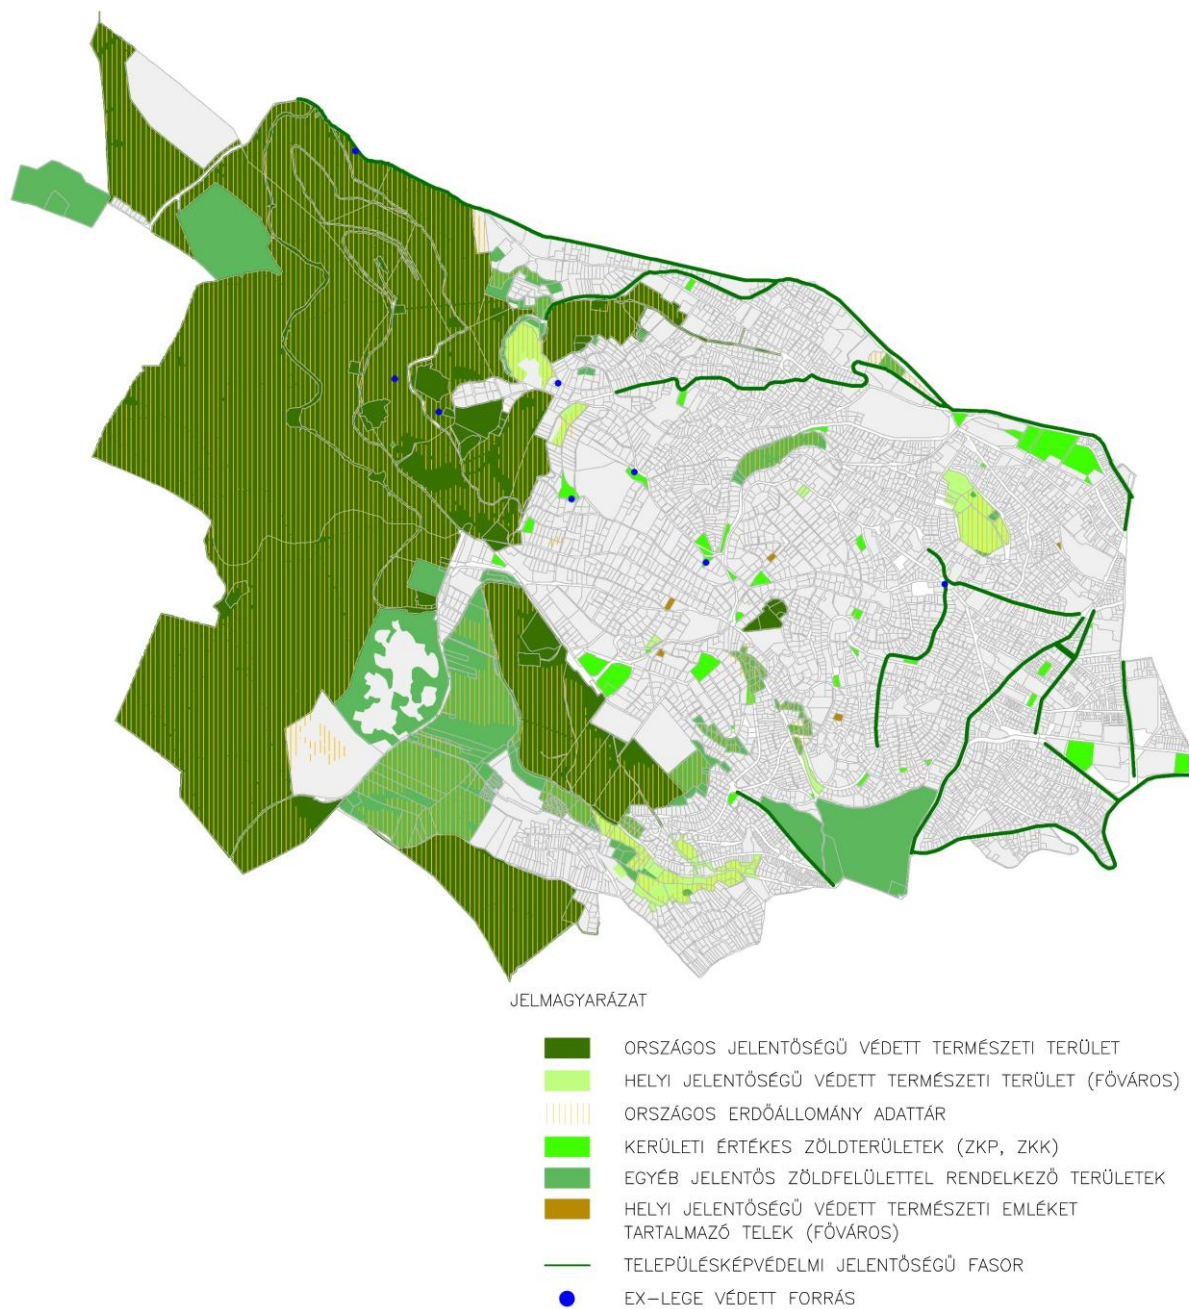 JELMAGYARÁZAT
ORSZÁGOS JELENTŐSÉGŰ VÉDETT TERMÉSZETI TERÜLET
HELYI JELENTŐSÉGŰ VÉDETT TERMÉSZETI TERÜLET (FŐVÁROS)
ORSZÁGOS ERDŐÁLLOMÁNY ADATTÁR
KERÜLETI ÉRTÉKES ZÖLDTERÜLETEK (ZKP, ZKK)
EGYÉB JELENTŐS ZÖLDFELÜLETTEL RENDELKEZŐ TERÜLETEK
HELYI JELENTŐSÉGŰ VÉDETT TERMÉSZETI EMLÉKET
TARTALMAZÓ TELEK (FŐVÁROS)
TELEPÜLÉSKÉPVÉDELMI JELENTŐSÉGŰ FASOR
EX-LEGE VÉDETT FORRÁS